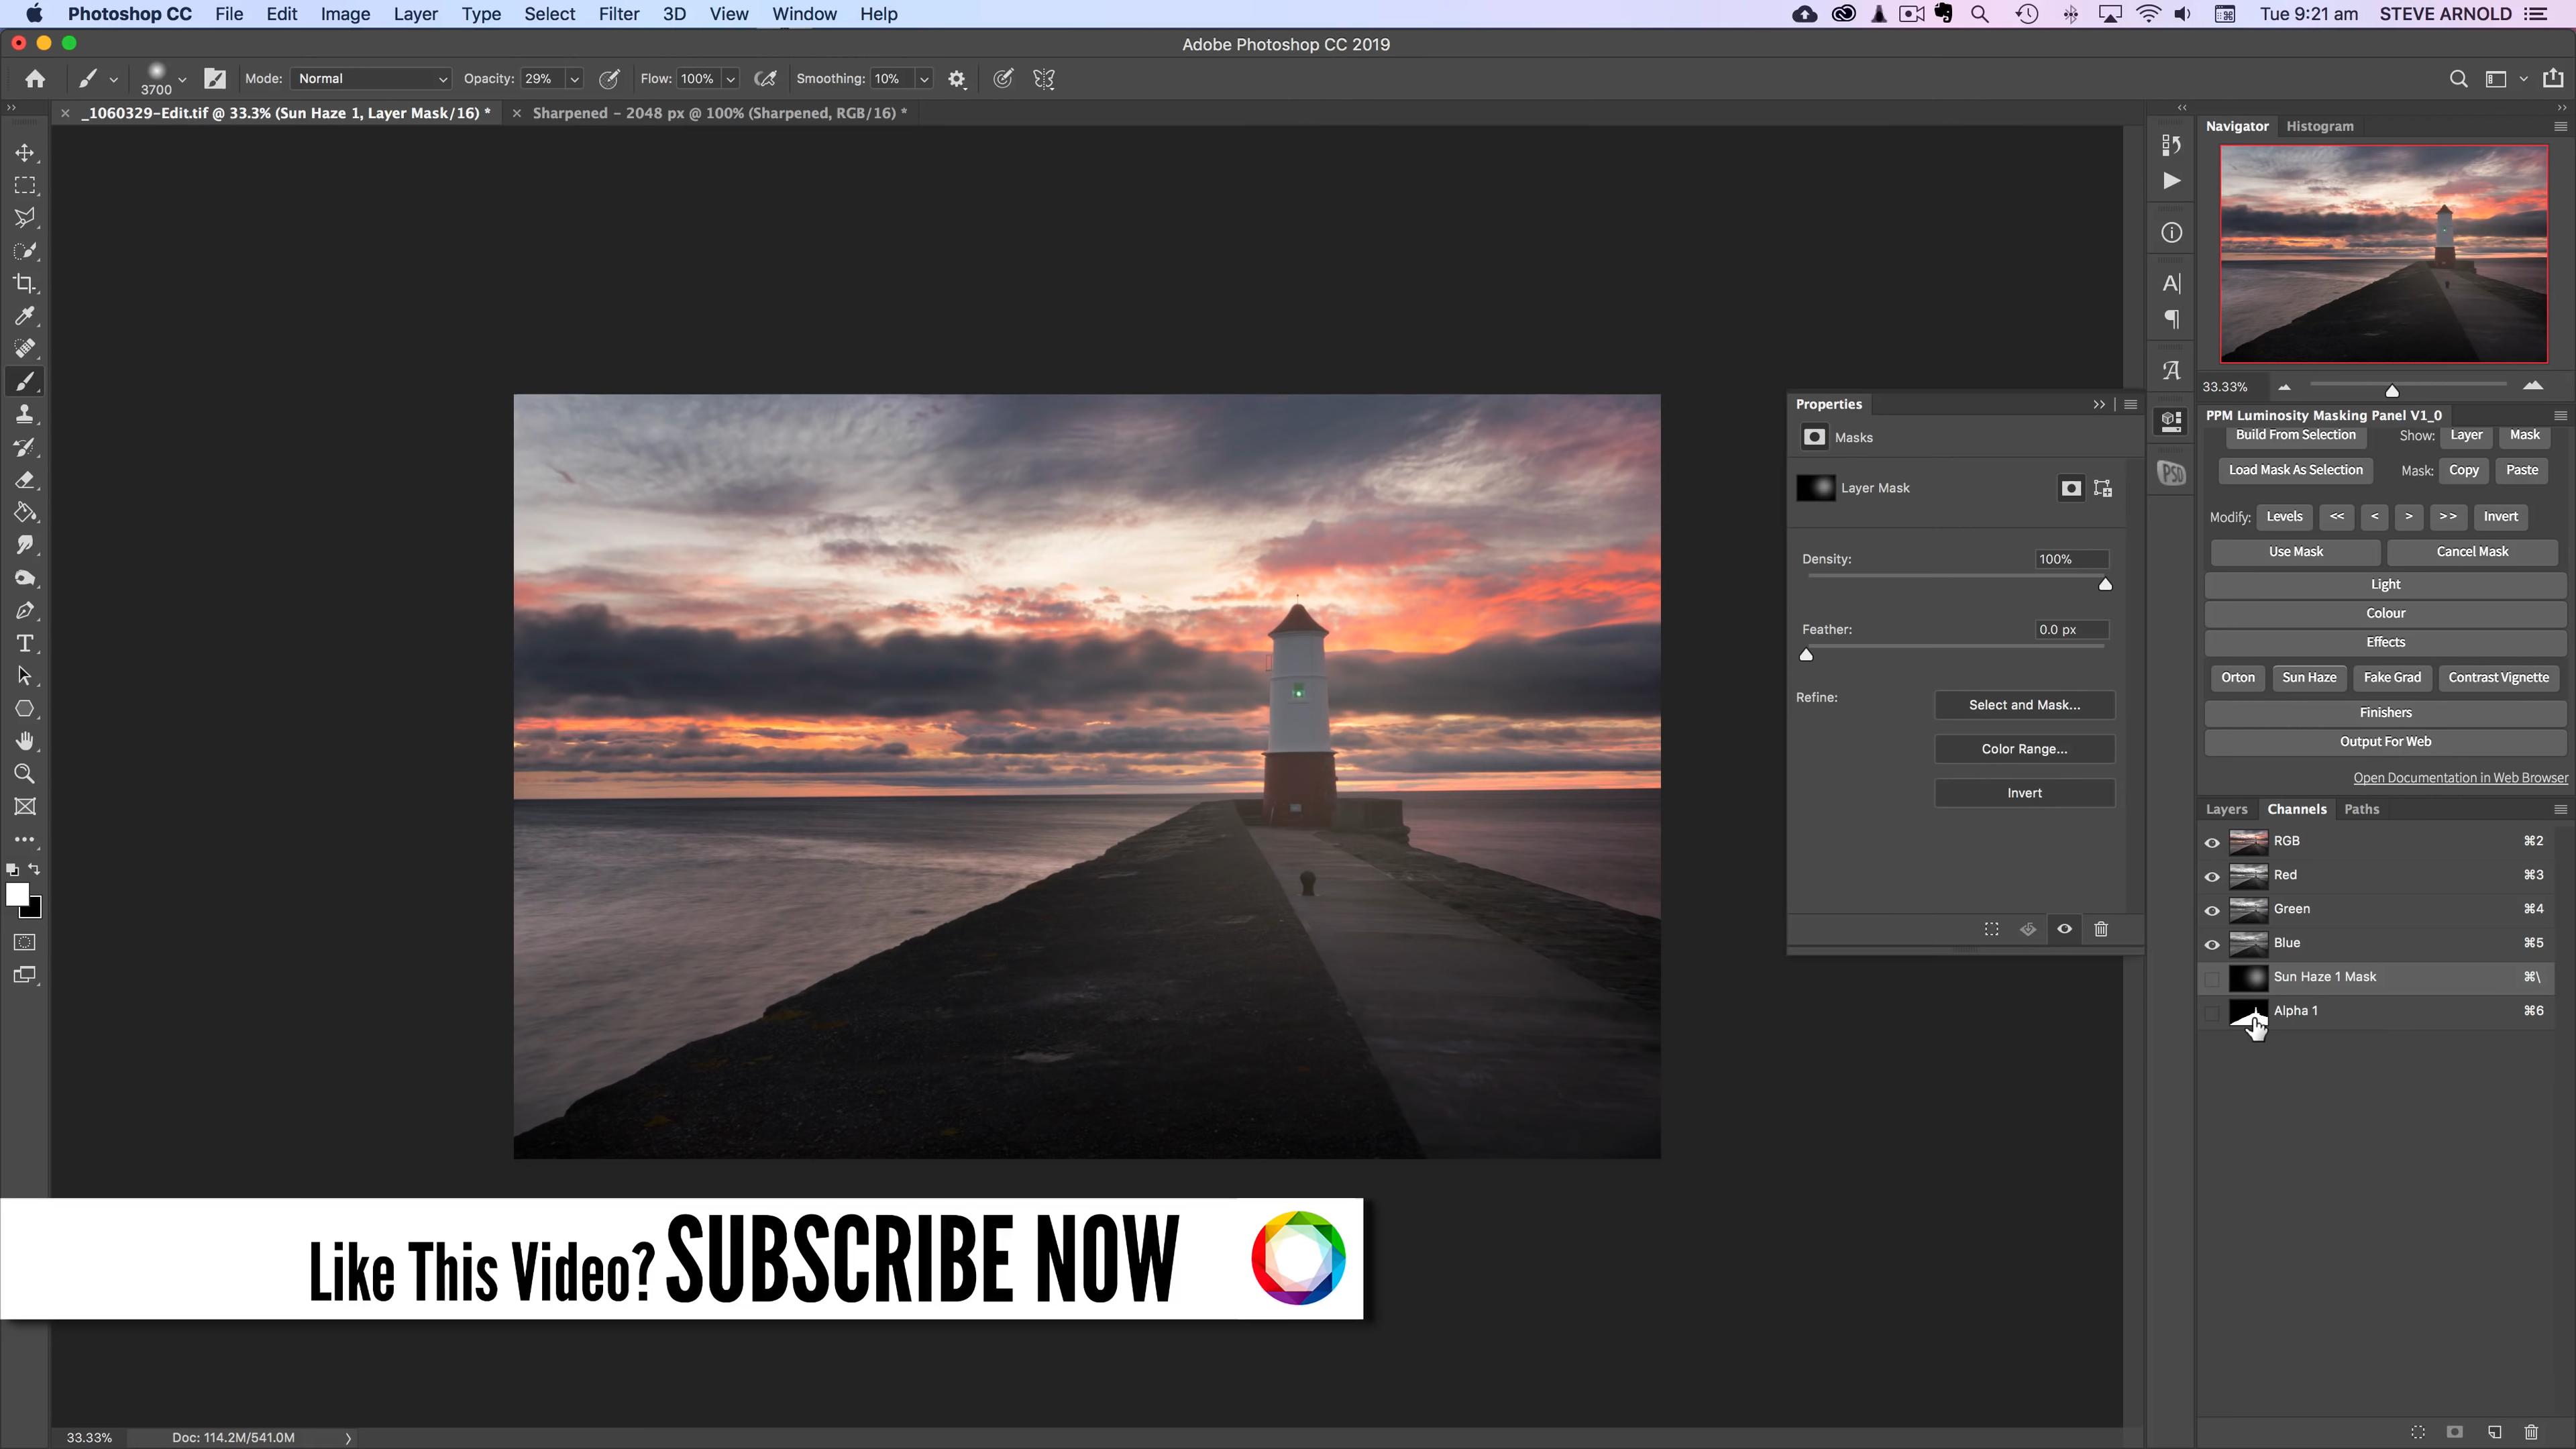 Photoshop CC File Edit Image Layer Type Select Filter 3D View Window Help Tue 9:21 am STEVE ARNOLD
Adobe Photoshop CC 2019
3700 Mode: Normal Opacity: 29% Flow: 100% Smoothing: 10%
_1060329-Edit.tif @ 33.3% (Sun Haze 1, Layer Mask/16) * Sharpened - 2048 px @ 100% (Sharpened, RGB/16) *
Navigator Histogram
33.33%
PPM Luminosity Masking Panel V1_0
Build From Selection Show: Layer Mask
Load Mask As Selection Mask: Copy Paste
Modify: Levels << < > >> Invert
Use Mask Cancel Mask
Light
Colour
Effects
Orton Sun Haze Fake Grad Contrast Vignette
Finishers
Output For Web
Open Documentation in Web Browser
Properties
Masks
Layer Mask
Density: 100%
Feather: 0.0 px
Refine: Select and Mask...
Color Range...
Invert
Layers Channels Paths
RGB ⌘2
Red ⌘3
Green ⌘4
Blue ⌘5
Sun Haze 1 Mask ⌘\
Alpha 1 ⌘6
Like This Video? SUBSCRIBE NOW
33.33% Doc: 114.2M/541.0M